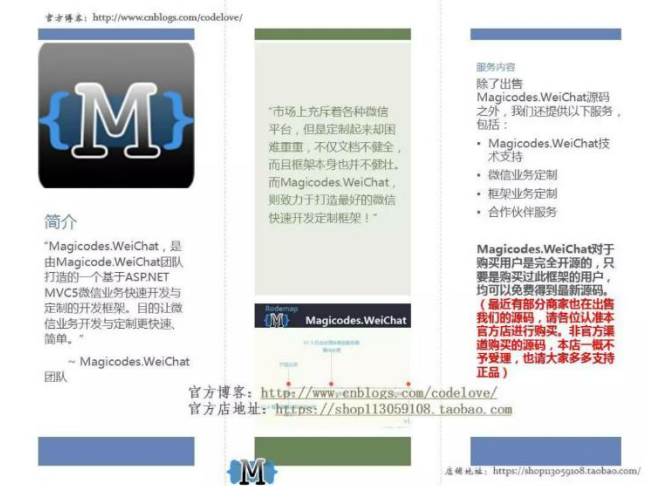 官方博客：http://www.cnblogs.com/codelove/
M
简介
“Magicodes.WeiChat，是
由Magicode.WeiChat团队
打造的一个基于ASP.NET
MVC5微信业务快速开发与
定制的开发框架。目的让微
信业务开发与定制更快速、
简单。”
～ Magicodes.WeiChat
团队
“市场上充斥着各种微信
平台，但是定制起来却困
难重重，不仅文档不健全，
而且框架本身也并不健壮。
而Magicodes.WeiChat，
则致力于打造最好的微信
快速开发定制框架！”
Rodemap
{M}
Magicodes.WeiChat
服务内容
除了出售
Magicodes.WeiChat源码
之外，我们还提供以下服务，
包括：
• Magicodes.WeiChat技
术支持
• 微信业务定制
• 框架业务定制
• 合作伙伴服务
Magicodes.WeiChat对于
购买用户是完全开源的，只
要是购买过此框架的用户，
均可以免费得到最新源码。
（最近有部分商家也在出售
我们的源码，请各位认准本
官方店进行购买。非官方渠
道购买的源码，本店一概不
予受理，也请大家多多支持
正品）
官方博客：http://www.cnblogs.com/codelove/
官方店地址：https://shop113059108.taobao.com
{M}
店铺地址：https://shop113059108.taobao.com/